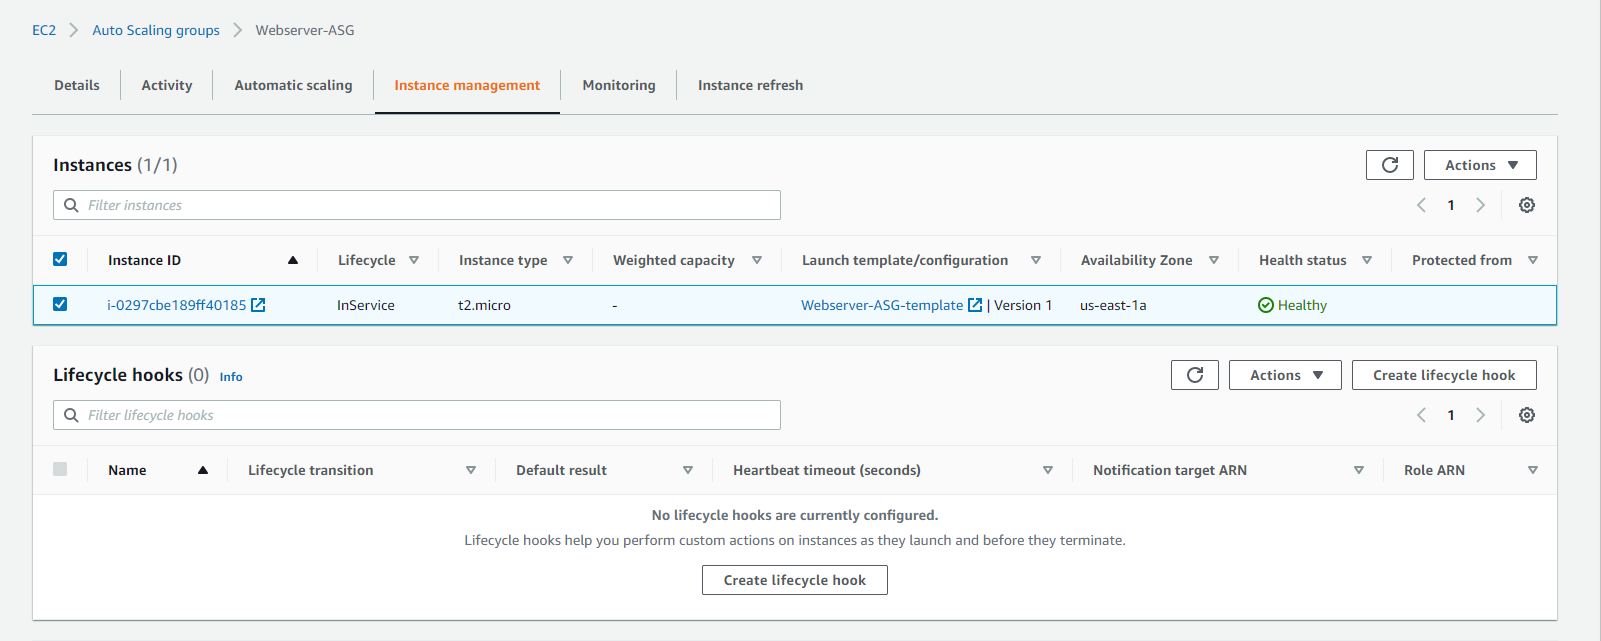 EC2 Auto Scaling groups Webserver-ASG
Details Activity Automatic scaling Instance management Monitoring Instance refresh
Instances (1/1) Actions
Filter instances 1
Instance ID Lifecycle Instance type Weighted capacity Launch template/configuration Availability Zone Health status Protected from
i-0297cbe189ff40185 InService t2.micro - Webserver-ASG-template | Version 1 us-east-1a Healthy
Lifecycle hooks (0) Info Actions Create lifecycle hook
Filter lifecycle hooks 1
Name Lifecycle transition Default result Heartbeat timeout (seconds) Notification target ARN Role ARN
No lifecycle hooks are currently configured.
Lifecycle hooks help you perform custom actions on instances as they launch and before they terminate.
Create lifecycle hook